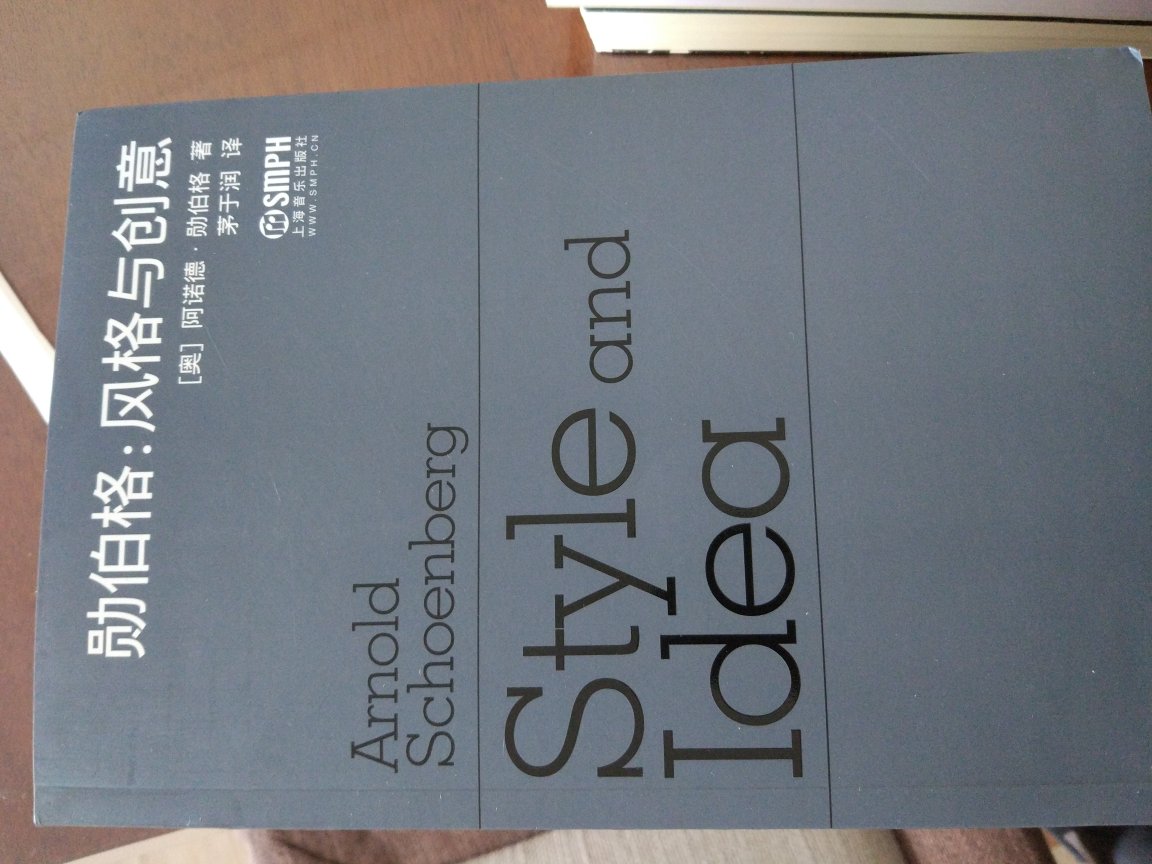 勋伯格:风格与创意
[奥] 阿诺德·勋伯格 著
茅于润 译
SMPH
上海音乐出版社
WWW.SMPH.CN
Arnold
Schoenberg
Style and
Idea